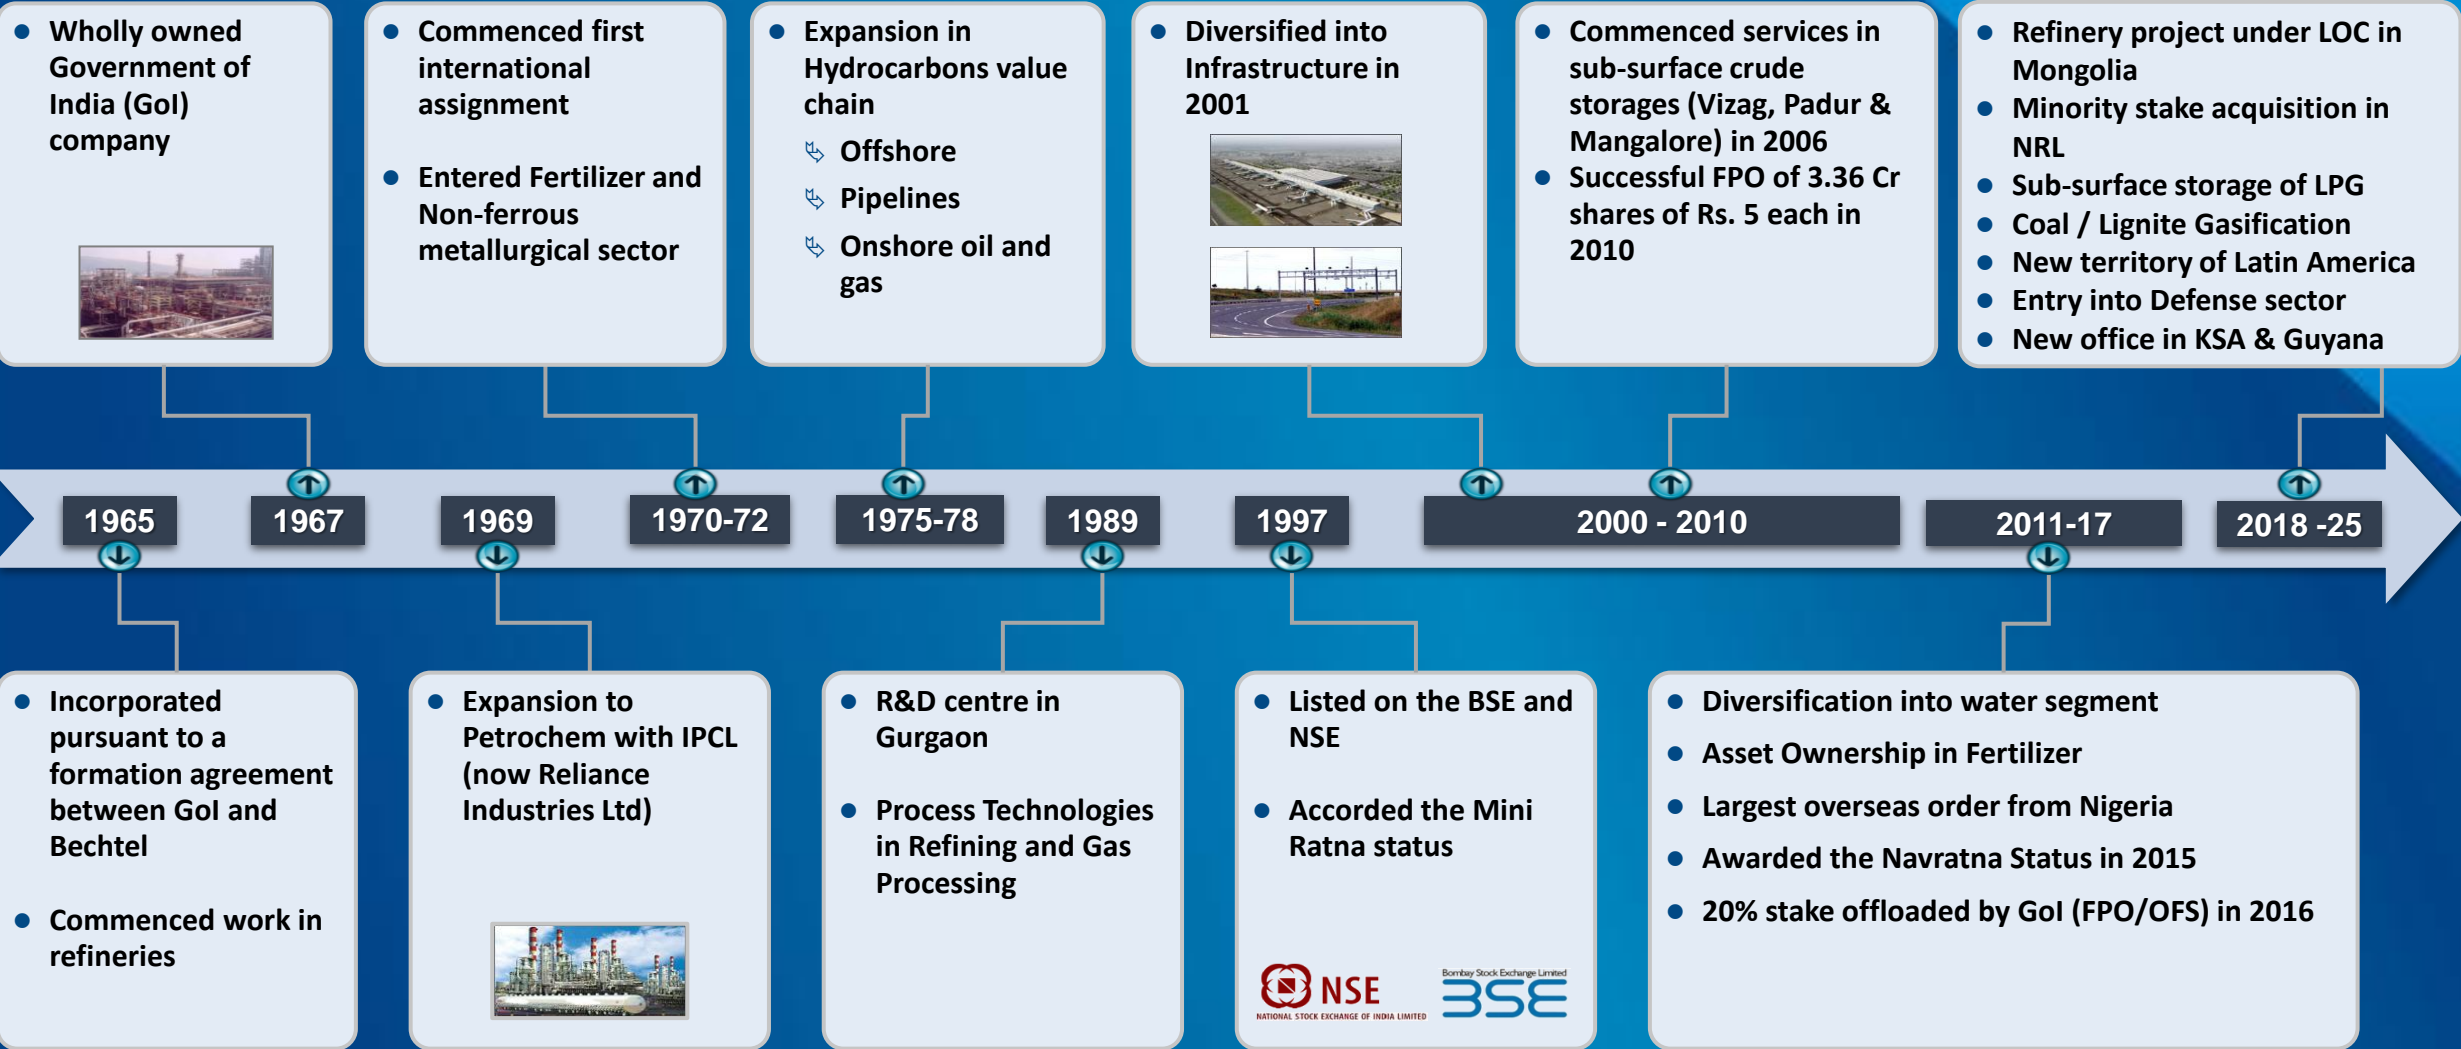 Wholly owned
Government of
India (GoI)
company
Commenced first
international
assignment
Entered Fertilizer and
Non-ferrous
metallurgical sector
Expansion in
Hydrocarbons value
chain
Offshore
Pipelines
Onshore oil and
gas
Diversified into
Infrastructure in
2001
Commenced services in
sub-surface crude
storages (Vizag, Padur &
Mangalore) in 2006
Successful FPO of 3.36 Cr
shares of Rs. 5 each in
2010
Refinery project under LOC in
Mongolia
Minority stake acquisition in
NRL
Sub-surface storage of LPG
Coal / Lignite Gasification
New territory of Latin America
Entry into Defense sector
New office in KSA & Guyana
1965
1967
1969
1970-72
1975-78
1989
1997
2000 - 2010
2011-17
2018 -25
Incorporated
pursuant to a
formation agreement
between GoI and
Bechtel
Commenced work in
refineries
Expansion to
Petrochem with IPCL
(now Reliance
Industries Ltd)
R&D centre in
Gurgaon
Process Technologies
in Refining and Gas
Processing
Listed on the BSE and
NSE
Accorded the Mini
Ratna status
NSE
NATIONAL STOCK EXCHANGE OF INDIA LIMITED
Bombay Stock Exchange Limited
BSE
Diversification into water segment
Asset Ownership in Fertilizer
Largest overseas order from Nigeria
Awarded the Navratna Status in 2015
20% stake offloaded by GoI (FPO/OFS) in 2016